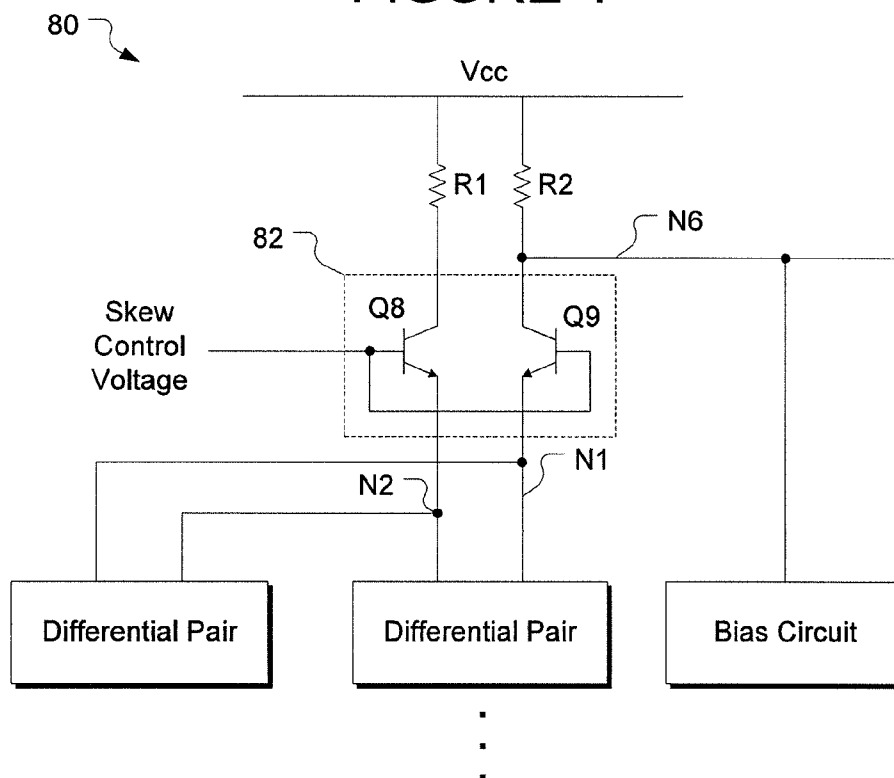 80
Vcc
R1
R2
N6
82
Q8
Q9
Skew
Control
Voltage
N1
N2
Differential Pair
Differential Pair
Bias Circuit